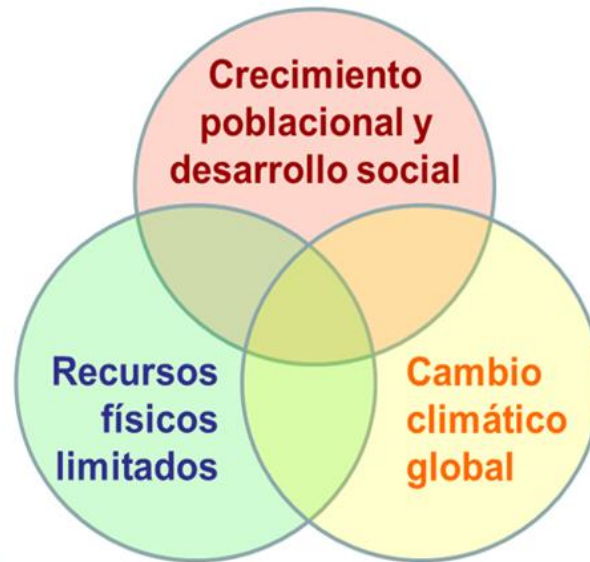 Crecimiento
poblacional y
desarrollo social
Recursos
físicos
limitados
Cambio
climático
global